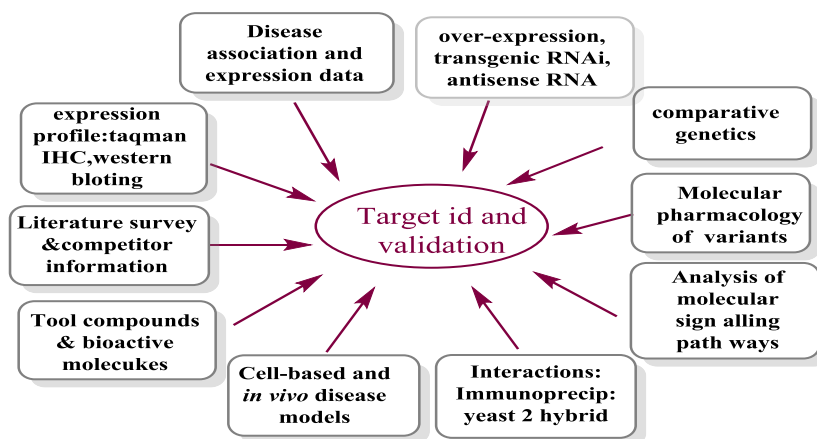 Disease
association and
expression data
over-expression,
transgenic RNAi,
antisense RNA
expression
profile:taqman
IHC,western
bloting
comparative
genetics
Target id and
validation
Molecular
pharmacology
of variants
Literature survey
&competitor
information
Analysis of
molecular
sign alling
path ways
Tool compounds
& bioactive
molecukes
Cell-based and
in vivo disease
models
Interactions:
Immunoprecip:
yeast 2 hybrid